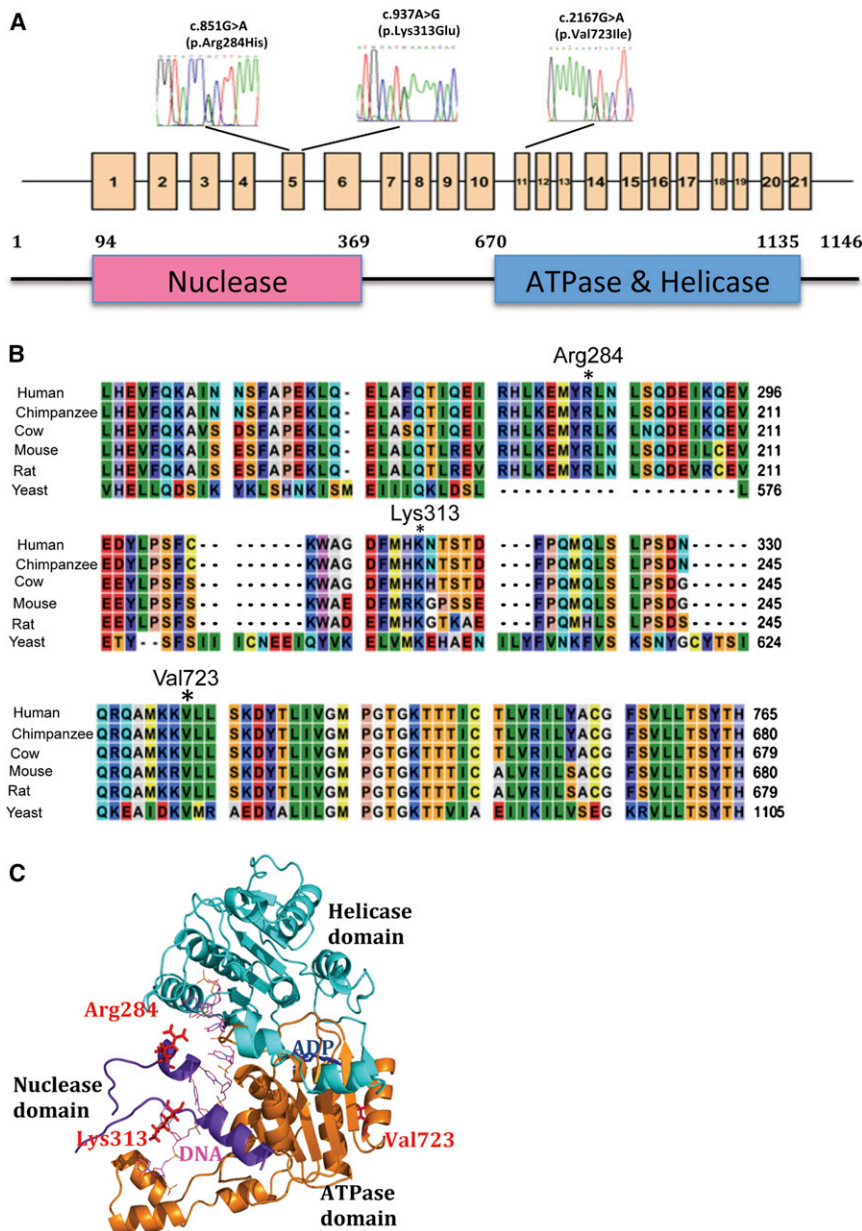 A
c.851G>A
(p.Arg284His)
c.937A>G
(p.Lys313Glu)
c.2167G>A
(p.Val723Ile)
1 2 3 4 5 6 7 8 9 10 11 12 13 14 15 16 17 18 19 20 21
1 94 369 670 1135 1146
Nuclease ATPase & Helicase
B
Arg284
*
Human LHEVFQKAIN NSFAPEKLQ- ELAFQTIQEI RHLKEMYRLN LSQDEIKQEV 296
Chimpanzee LHEVFQKAIN NSFAPEKLQ- ELAFQTIQEI RHLKEMYRLN LSQDEIKQEV 211
Cow LHEVFQKAVS DSFAPEKLQ- ELASQTIQEI RHLKEMYRLK LNQDEIKQEV 211
Mouse LHEVFQKAIS ESFAPERLQ- ELALQTLREV RHLKEMYRLN LSQDEILCEV 211
Rat LHEVFQKAIS ESFAPEKLQ- ELALQTLREV RHLKEMYRLN LSQDEVRCEV 211
Yeast VHELLQDSIK YKLSHNKISM EIIIQKLDSL ---------- ---------L 576
Lys313
*
Human EDYLPSFC-- ------KWAG DFMHKNTSTD ----FPQMQLS LPSDN----- 330
Chimpanzee EDYLPSFC-- ------KWAG DFMHKNTSTD ----FPQMQLS LPSDN----- 245
Cow EEYLPSFS-- ------KWAG DFMHKHTSTD ----FPQMQLS LPSDG----- 245
Mouse EEYLPSFS-- ------KWAE DFMRKGPSSE ----FPQMQLS LPSDS----- 245
Rat EEYLPSFS-- ------KWAD EFMHKGTKAE ----FPQMHLS LPSDS----- 245
Yeast ETY--SFSII ICNEEIQYVK ELVMKEHAEN ILYFVNKFVS KSNYGCYTSI 624
Val723
*
Human QRQAMKKVLL SKDYTLIVGM PGTGKTTTIC TLVRILYACG FSVLLTSYTH 765
Chimpanzee QRQAMKKVLL SKDYTLIVGM PGTGKTTTIC TLVRILYACG FSVLLTSYTH 680
Cow QRQAMKKVLL SKDYTLIVGM PGTGKTTTIC TLVRILYACG FSVLLTSYTH 679
Mouse QRQAMKRVLL SKDYTLIVGM PGTGKTTTIC ALVRILSACG FSVLLTSYTH 680
Rat QRQAMKRVLL SKDYTLIVGM PGTGKTTTIC ALVRILSACG FSVLLTSYTH 679
Yeast QKEAIDKVMR AEDYALILGM PGTGKTTVIA EIIKILVSEG KRVLLTSYTH 1105
C
Helicase
domain
Arg284
ADP
Nuclease
domain
Lys313
DNA
Val723
ATPase
domain